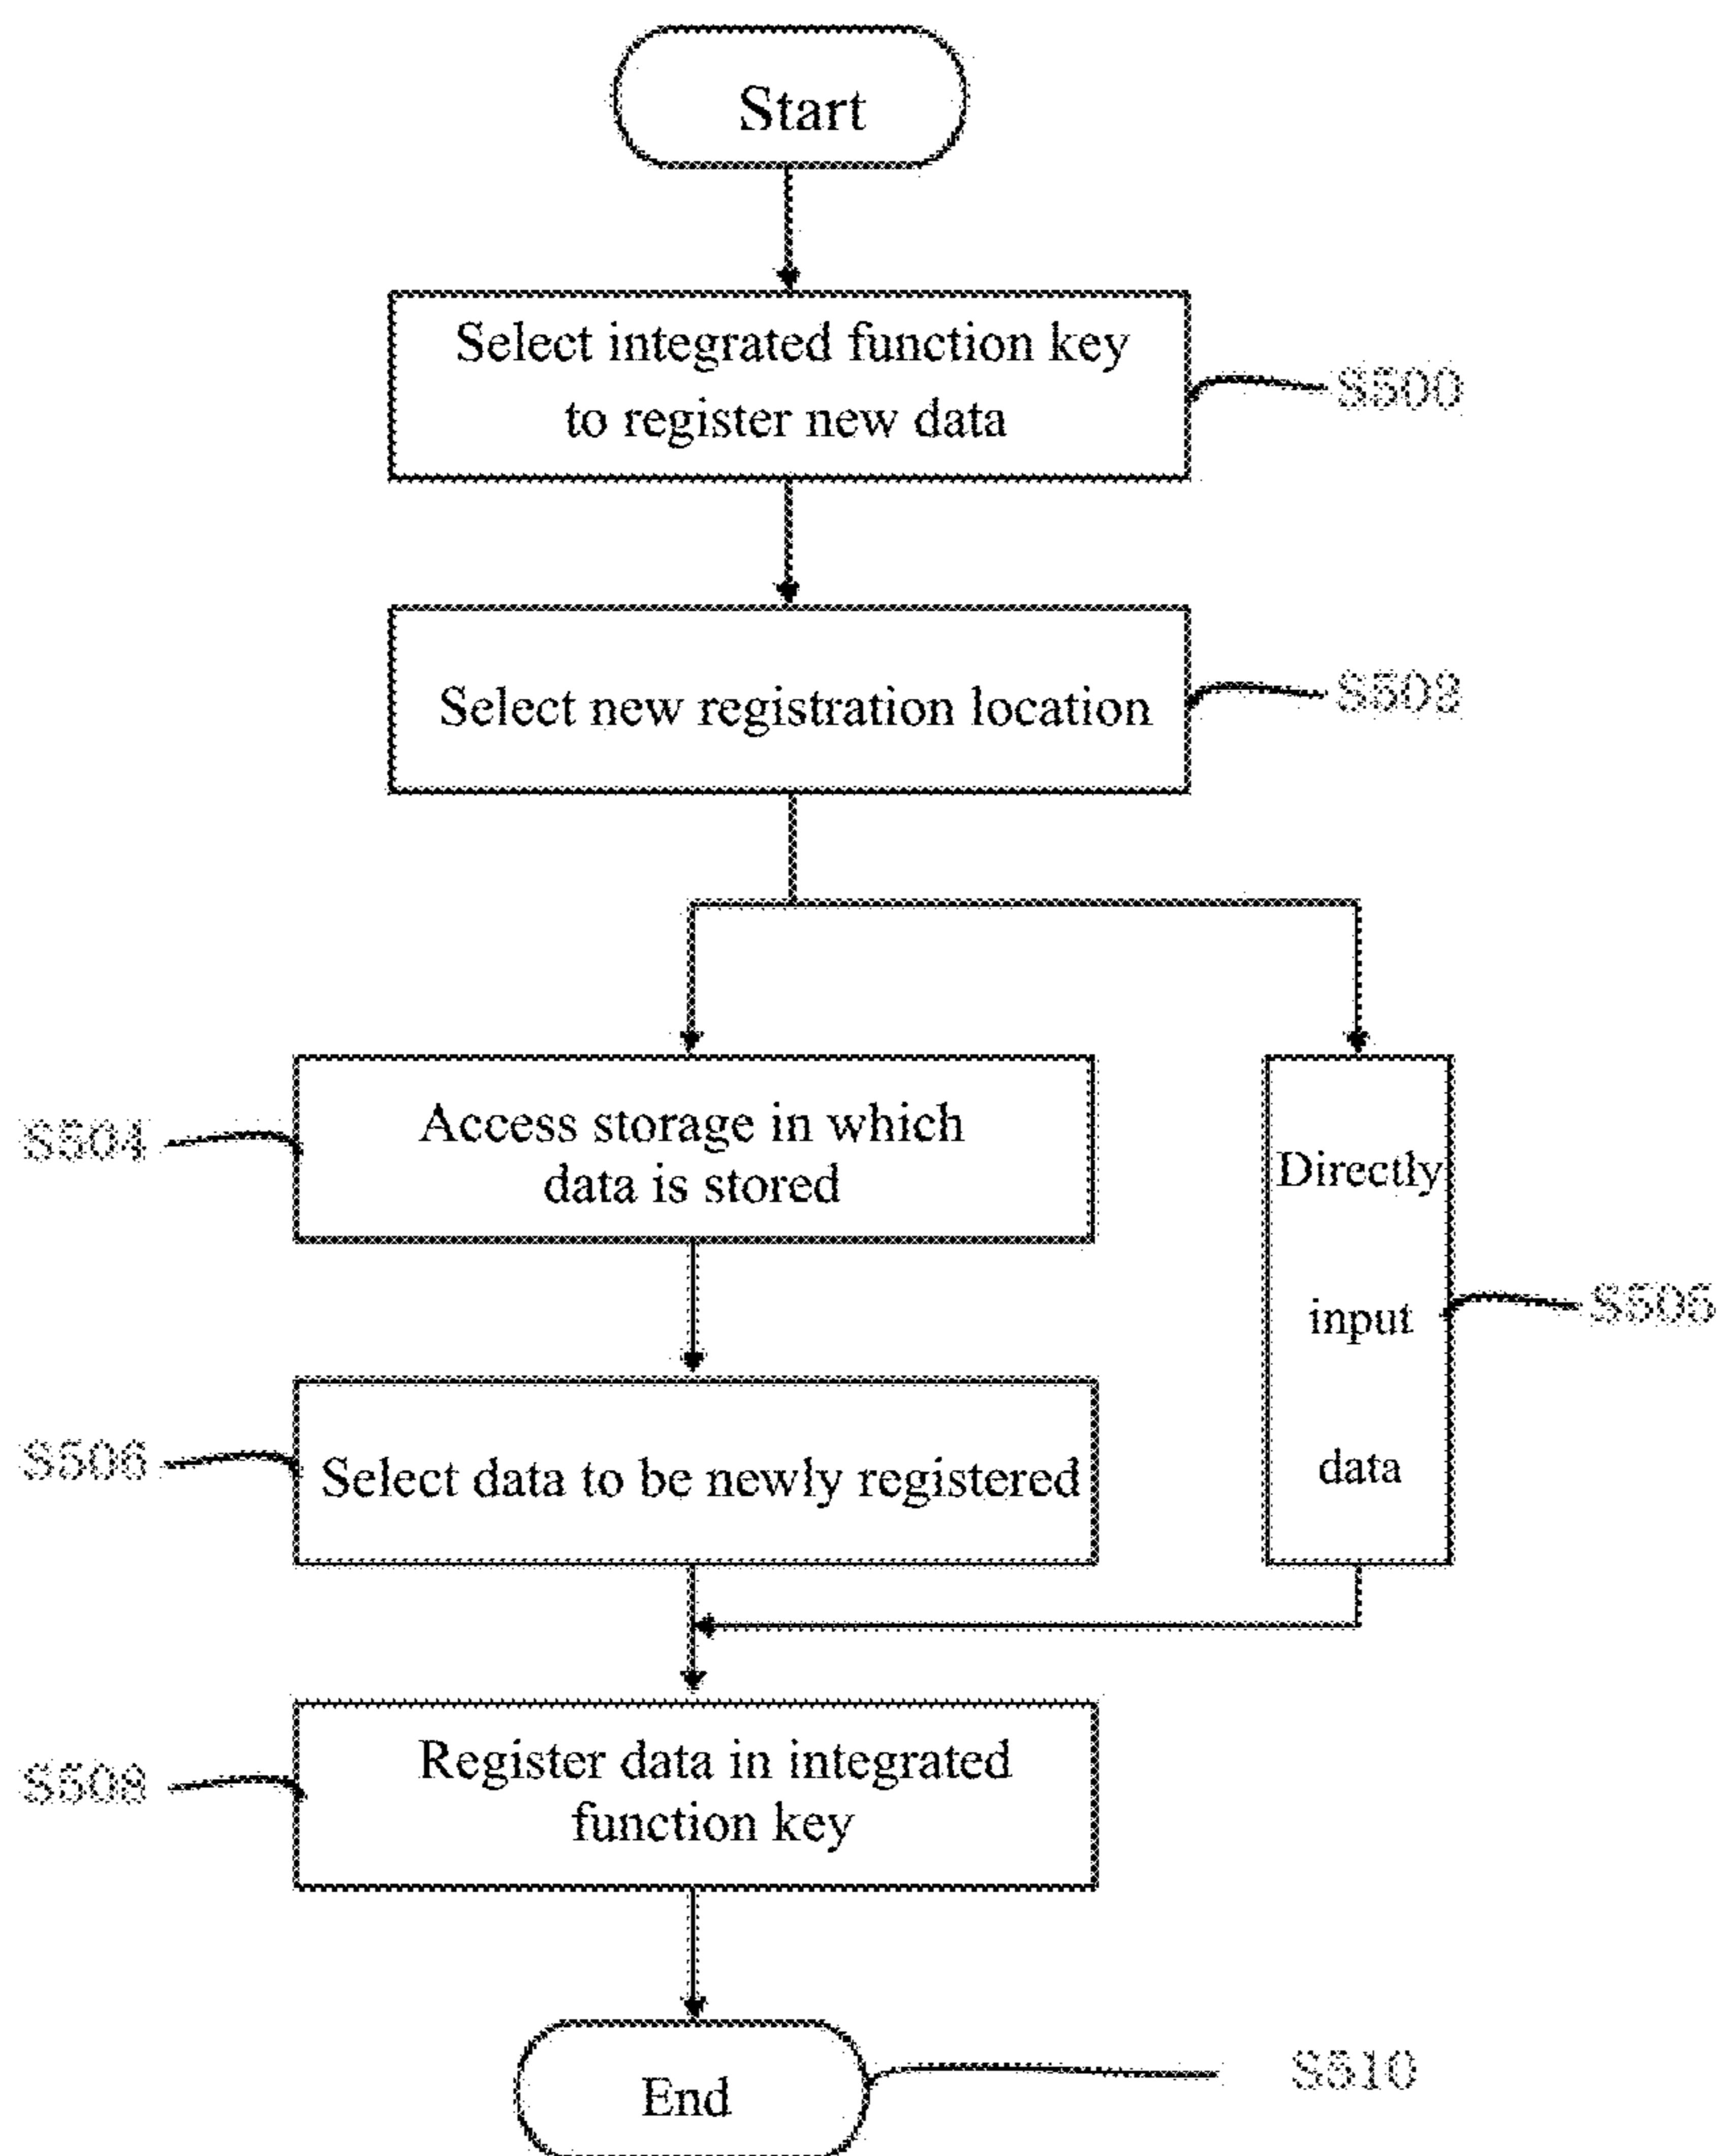 Start
Select integrated function key
to register new data
S500
Select new registration location
S502
S504
Access storage in which
data is stored
Directly
input
data
S505
S506
Select data to be newly registered
S508
Register data in integrated
function key
End
S510